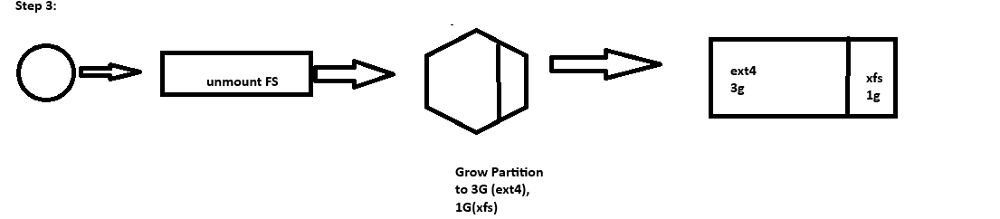 Step 3:
unmount FS
ext4
3g
xfs
1g
Grow Partition
to 3G (ext4),
1G(xfs)